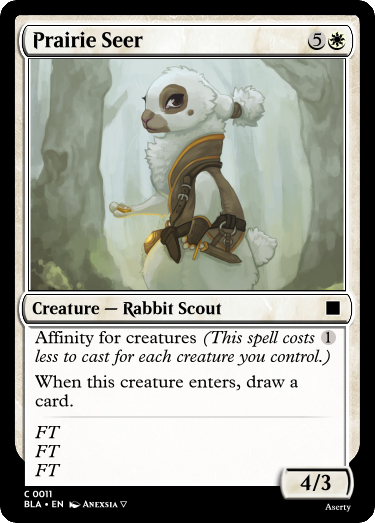 Prairie Seer 5
Creature — Rabbit Scout
Affinity for creatures (This spell costs 1
less to cast for each creature you control.)
When this creature enters, draw a
card.
FT
FT
FT
4/3
C 0011
BLA • EN Anexsia
Aserty